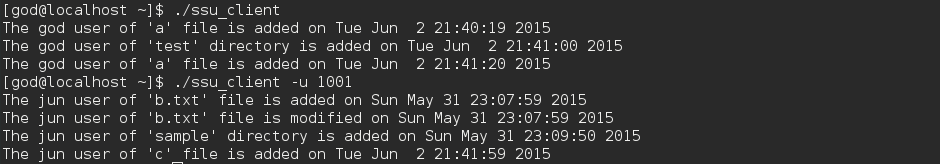 [god@localhost ~]$ ./ssu_client
The god user of 'a' file is added on Tue Jun  2 21:40:19 2015
The god user of 'test' directory is added on Tue Jun  2 21:41:00 2015
The god user of 'a' file is added on Tue Jun  2 21:41:20 2015
[god@localhost ~]$ ./ssu_client -u 1001
The jun user of 'b.txt' file is added on Sun May 31 23:07:59 2015
The jun user of 'b.txt' file is modified on Sun May 31 23:07:59 2015
The jun user of 'sample' directory is added on Sun May 31 23:09:50 2015
The jun user of 'c' file is added on Tue Jun  2 21:41:59 2015